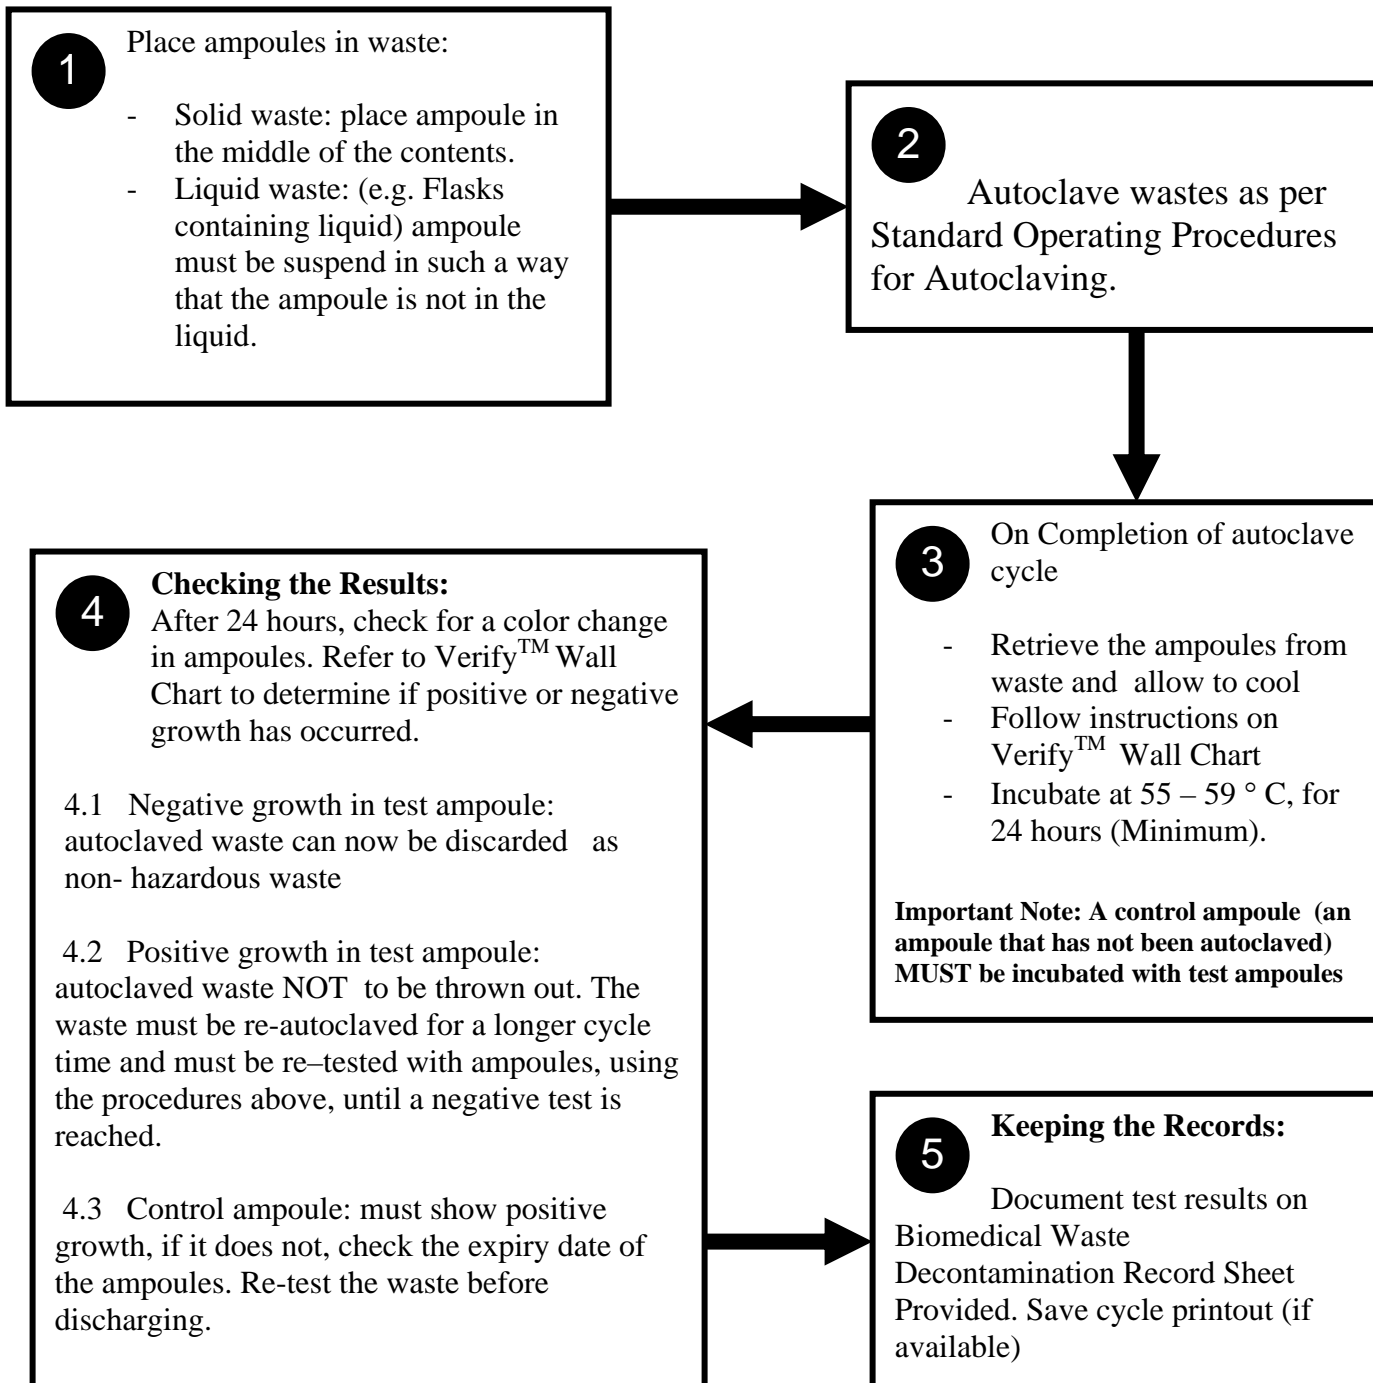 1
Place ampoules in waste:
- Solid waste: place ampoule in
the middle of the contents.
- Liquid waste: (e.g. Flasks
containing liquid) ampoule
must be suspend in such a way
that the ampoule is not in the
liquid.
2
Autoclave wastes as per
Standard Operating Procedures
for Autoclaving.
3
On Completion of autoclave
cycle
- Retrieve the ampoules from
waste and allow to cool
- Follow instructions on
Verify™ Wall Chart
- Incubate at 55 – 59 ° C, for
24 hours (Minimum).
Important Note: A control ampoule (an
ampoule that has not been autoclaved)
MUST be incubated with test ampoules
4
Checking the Results:
After 24 hours, check for a color change
in ampoules. Refer to Verify™ Wall
Chart to determine if positive or negative
growth has occurred.
4.1 Negative growth in test ampoule:
autoclaved waste can now be discarded as
non- hazardous waste
4.2 Positive growth in test ampoule:
autoclaved waste NOT to be thrown out. The
waste must be re-autoclaved for a longer cycle
time and must be re–tested with ampoules, using
the procedures above, until a negative test is
reached.
4.3 Control ampoule: must show positive
growth, if it does not, check the expiry date of
the ampoules. Re-test the waste before
discharging.
5
Keeping the Records:
Document test results on
Biomedical Waste
Decontamination Record Sheet
Provided. Save cycle printout (if
available)